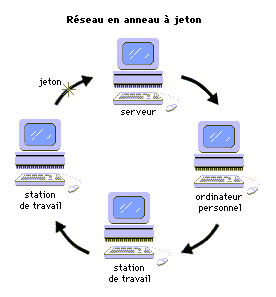 Réseau en anneau à jeton
jeton
serveur
ordinateur
personnel
station
de travail
station
de travail